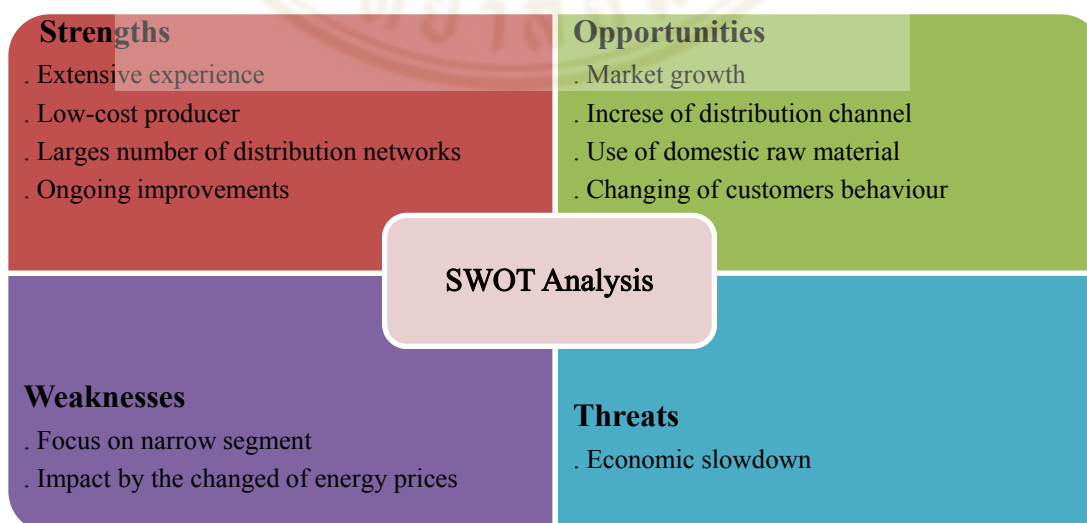 Strengths
. Extensive experience
. Low-cost producer
. Larges number of distribution networks
. Ongoing improvements
Opportunities
. Market growth
. Increse of distribution channel
. Use of domestic raw material
. Changing of customers behaviour
SWOT Analysis
Weaknesses
. Focus on narrow segment
. Impact by the changed of energy prices
Threats
. Economic slowdown